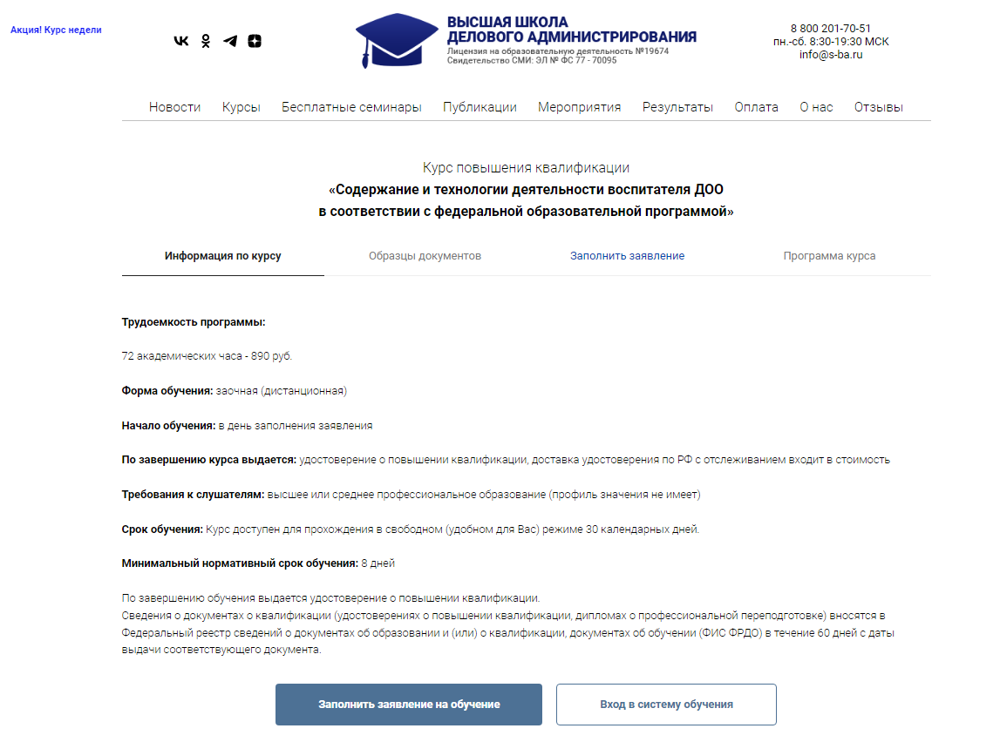 Акция! Курс недели
ВЫСШАЯ ШКОЛА
ДЕЛОВОГО АДМИНИСТРИРОВАНИЯ
Лицензия на образовательную деятельность №19674
Свидетельство СМИ: ЭЛ № ФС 77 - 70095
8 800 201-70-51
пн.-сб. 8:30-19:30 МСК
info@s-ba.ru
Новости Курсы Бесплатные семинары Публикации Мероприятия Результаты Оплата О нас Отзывы
Курс повышения квалификации
«Содержание и технологии деятельности воспитателя ДОО
в соответствии с федеральной образовательной программой»
Информация по курсу Образцы документов Заполнить заявление Программа курса
Трудоемкость программы:
72 академических часа - 890 руб.
Форма обучения: заочная (дистанционная)
Начало обучения: в день заполнения заявления
По завершению курса выдается: удостоверение о повышении квалификации, доставка удостоверения по РФ с отслеживанием входит в стоимость
Требования к слушателям: высшее или среднее профессиональное образование (профиль значения не имеет)
Срок обучения: Курс доступен для прохождения в свободном (удобном для Вас) режиме 30 календарных дней.
Минимальный нормативный срок обучения: 8 дней
По завершению обучения выдается удостоверение о повышении квалификации.
Сведения о документах о квалификации (удостоверениях о повышении квалификации, дипломах о профессиональной переподготовке) вносятся в
Федеральный реестр сведений о документах об образовании и (или) о квалификации, документах об обучении (ФИС ФРДО) в течение 60 дней с даты
выдачи соответствующего документа.
Заполнить заявление на обучение Вход в систему обучения